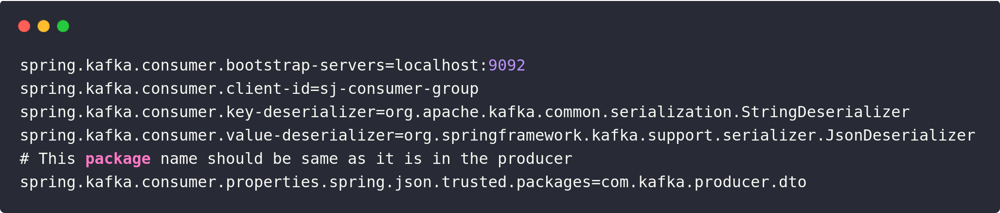 spring.kafka.consumer.bootstrap-servers=localhost:9092
spring.kafka.consumer.client-id=sj-consumer-group
spring.kafka.consumer.key-deserializer=org.apache.kafka.common.serialization.StringDeserializer
spring.kafka.consumer.value-deserializer=org.springframework.kafka.support.serializer.JsonDeserializer
# This package name should be same as it is in the producer
spring.kafka.consumer.properties.spring.json.trusted.packages=com.kafka.producer.dto